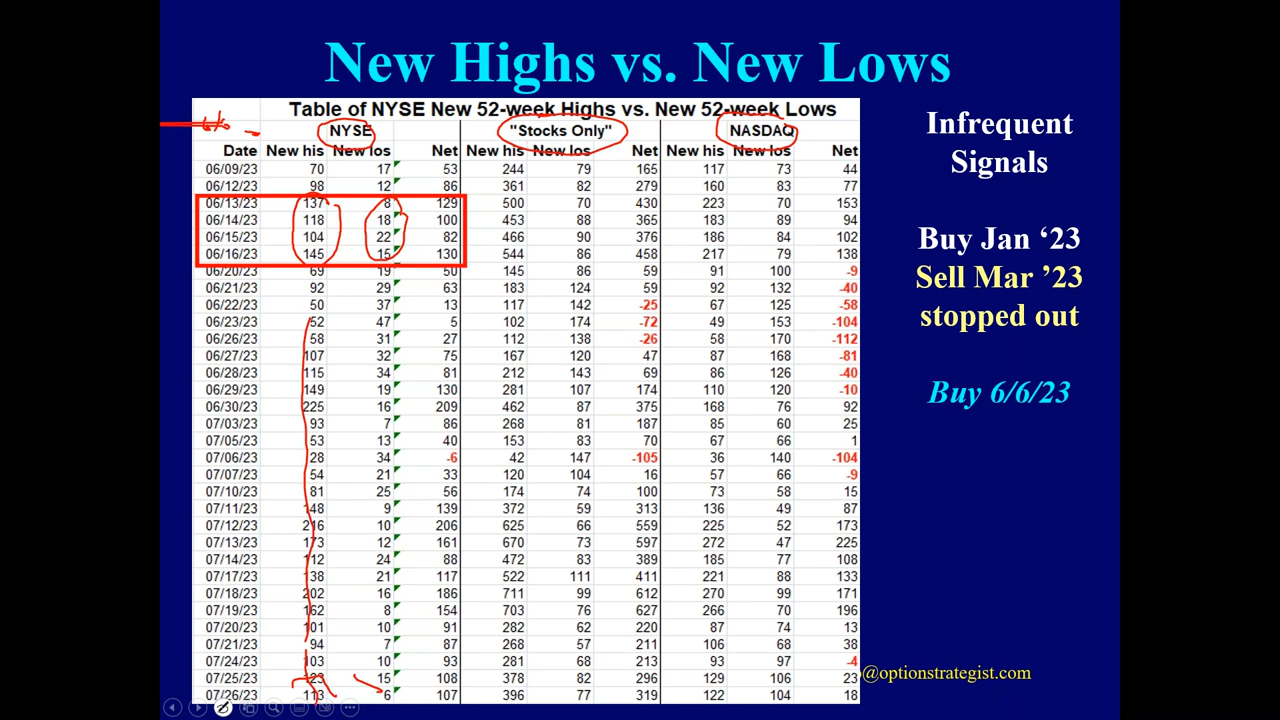 New Highs vs. New Lows
Table of NYSE New 52-week Highs vs. New 52-week Lows
NYSE "Stocks Only" NASDAQ
Date New his New los Net New his New los Net New his New los Net
06/09/23 70 17 53 244 79 165 117 73 44
06/12/23 98 12 86 361 82 279 160 83 77
06/13/23 137 8 129 500 70 430 223 70 153
06/14/23 118 18 100 453 88 365 183 89 94
06/15/23 104 22 82 466 90 376 186 84 102
06/16/23 145 15 130 544 86 458 217 79 138
06/20/23 69 19 50 145 86 59 91 100 -9
06/21/23 92 29 63 183 124 59 92 132 -40
06/22/23 50 37 13 117 142 -25 67 125 -58
06/23/23 52 47 5 102 174 -72 49 153 -104
06/26/23 58 31 27 112 138 -26 58 170 -112
06/27/23 107 32 75 167 120 47 87 168 -81
06/28/23 115 34 81 212 143 69 86 126 -40
06/29/23 149 19 130 281 107 174 110 120 -10
06/30/23 225 16 209 462 87 375 168 76 92
07/03/23 93 7 86 268 81 187 85 60 25
07/05/23 53 13 40 153 83 70 67 66 1
07/06/23 28 34 -6 42 147 -105 36 140 -104
07/07/23 54 21 33 120 104 16 57 66 -9
07/10/23 81 25 56 174 74 100 73 58 15
07/11/23 148 9 139 372 59 313 136 49 87
07/12/23 216 10 206 625 66 559 225 52 173
07/13/23 173 12 161 670 73 597 272 47 225
07/14/23 112 24 88 472 83 389 185 77 108
07/17/23 138 21 117 522 111 411 221 88 133
07/18/23 202 16 186 711 99 612 270 99 171
07/19/23 162 8 154 703 76 627 266 70 196
07/20/23 101 10 91 282 62 220 87 74 13
07/21/23 94 7 87 268 57 211 106 68 38
07/24/23 103 10 93 281 68 213 93 97 -4
07/25/23 123 15 108 378 82 296 129 106 23
07/26/23 113 6 107 396 77 319 122 104 18
Infrequent
Signals
Buy Jan ‘23
Sell Mar ’23
stopped out
Buy 6/6/23
@optionstrategist.com